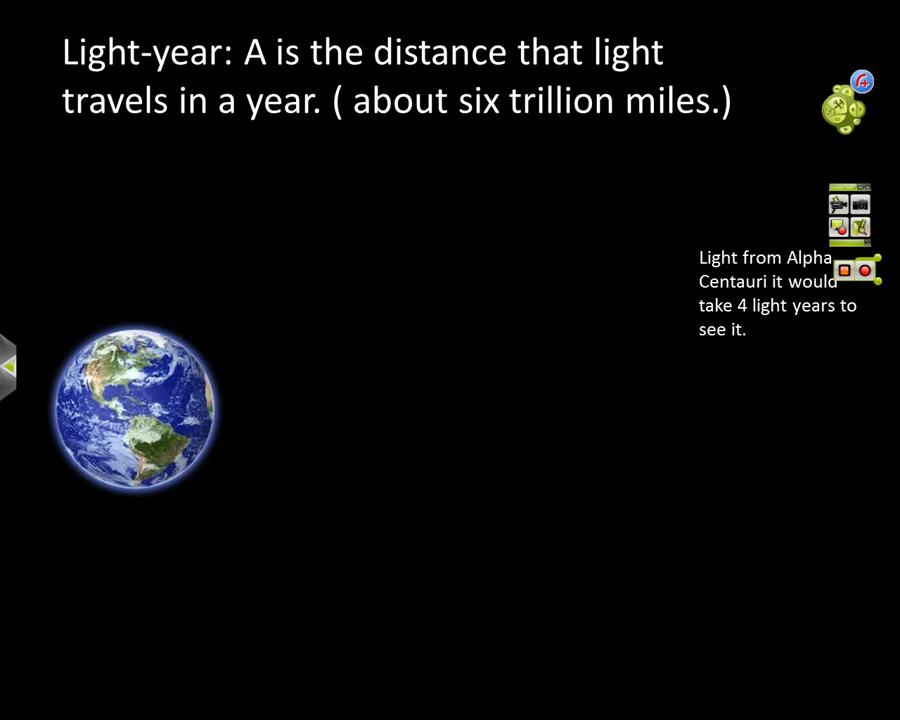 Light-year: A is the distance that light
travels in a year. ( about six trillion miles.)
Light from Alpha
Centauri it would
take 4 light years to
see it.